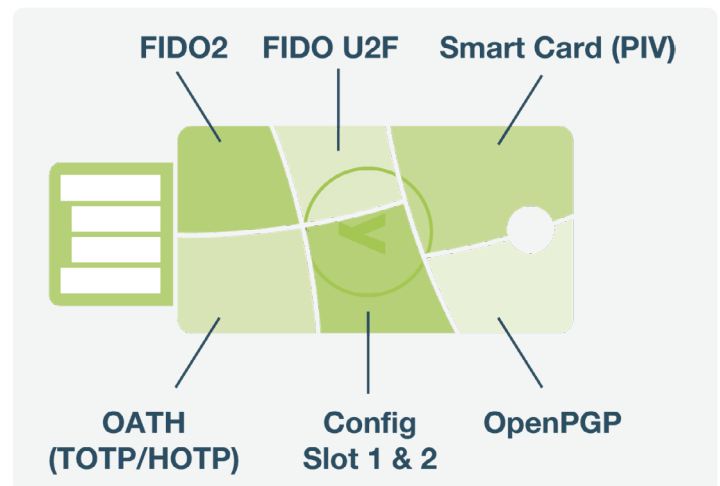 FIDO2 FIDO U2F Smart Card (PIV)
OATH
(TOTP/HOTP)
Config
Slot 1 & 2
OpenPGP